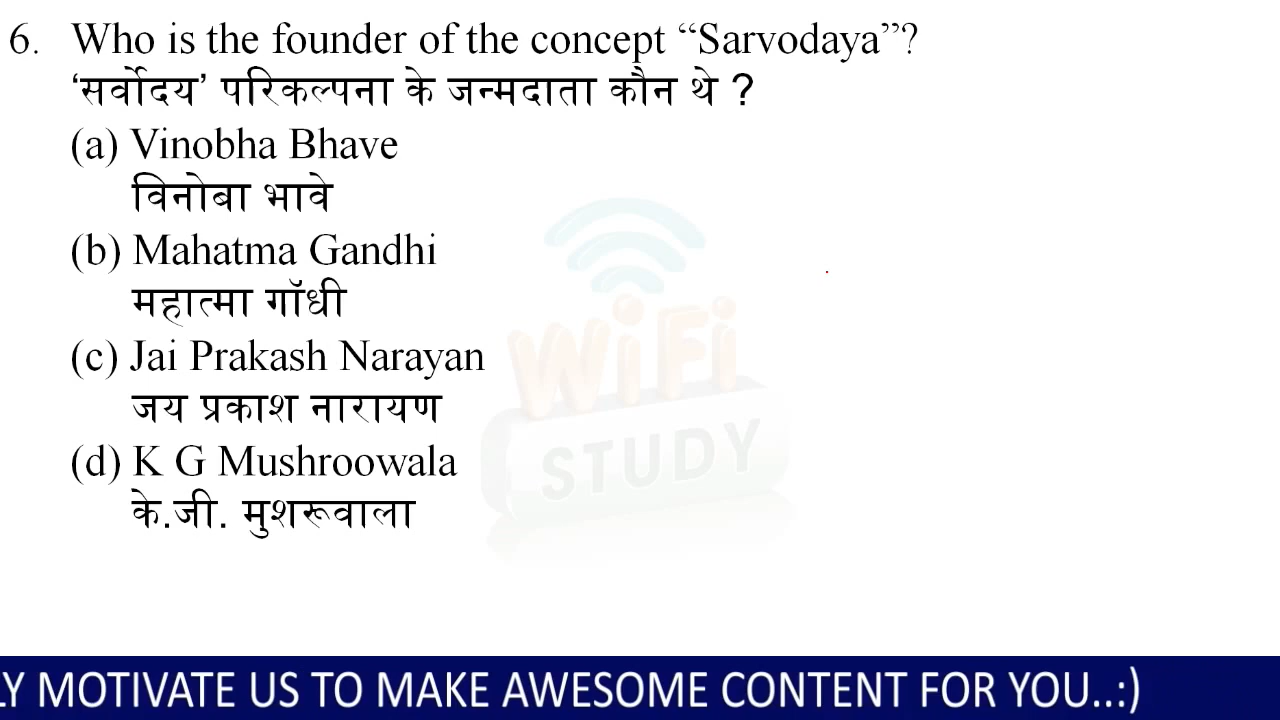 6. Who is the founder of the concept “Sarvodaya”?
‘सर्वोदय’ परिकल्पना के जन्मदाता कौन थे ?
(a) Vinobha Bhave
विनोबा भावे
(b) Mahatma Gandhi
महात्मा गॉधी
(c) Jai Prakash Narayan
जय प्रकाश नारायण
(d) K G Mushroowala
के.जी. मुशरूवाला
WiFi
STUDY
LY MOTIVATE US TO MAKE AWESOME CONTENT FOR YOU..:)